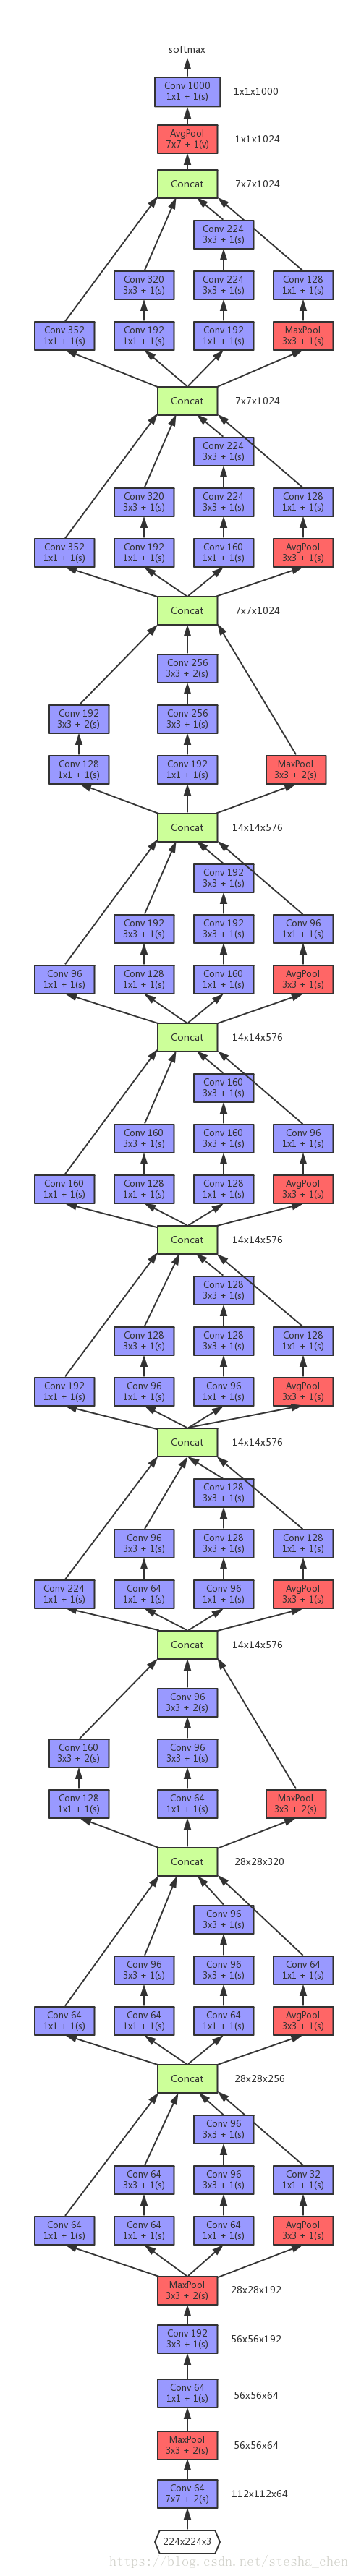 softmax
Conv 1000
1x1 + 1(s)
1x1x1000
AvgPool
7x7 + 1(v)
1x1x1024
Concat
7x7x1024
Conv 224
3x3 + 1(s)
Conv 320
3x3 + 1(s)
Conv 224
3x3 + 1(s)
Conv 128
1x1 + 1(s)
Conv 352
1x1 + 1(s)
Conv 192
1x1 + 1(s)
Conv 192
1x1 + 1(s)
MaxPool
3x3 + 1(s)
Concat
7x7x1024
Conv 224
3x3 + 1(s)
Conv 320
3x3 + 1(s)
Conv 224
3x3 + 1(s)
Conv 128
1x1 + 1(s)
Conv 352
1x1 + 1(s)
Conv 192
1x1 + 1(s)
Conv 160
1x1 + 1(s)
AvgPool
3x3 + 1(s)
Concat
7x7x1024
Conv 256
3x3 + 2(s)
Conv 192
3x3 + 2(s)
Conv 256
3x3 + 1(s)
Conv 128
1x1 + 1(s)
Conv 192
1x1 + 1(s)
MaxPool
3x3 + 2(s)
Concat
14x14x576
Conv 192
3x3 + 1(s)
Conv 192
3x3 + 1(s)
Conv 192
3x3 + 1(s)
Conv 96
1x1 + 1(s)
Conv 96
1x1 + 1(s)
Conv 128
1x1 + 1(s)
Conv 160
1x1 + 1(s)
AvgPool
3x3 + 1(s)
Concat
14x14x576
Conv 160
3x3 + 1(s)
Conv 160
3x3 + 1(s)
Conv 160
3x3 + 1(s)
Conv 96
1x1 + 1(s)
Conv 160
1x1 + 1(s)
Conv 128
1x1 + 1(s)
Conv 128
1x1 + 1(s)
AvgPool
3x3 + 1(s)
Concat
14x14x576
Conv 128
3x3 + 1(s)
Conv 128
3x3 + 1(s)
Conv 128
3x3 + 1(s)
Conv 128
1x1 + 1(s)
Conv 192
1x1 + 1(s)
Conv 96
1x1 + 1(s)
Conv 96
1x1 + 1(s)
AvgPool
3x3 + 1(s)
Concat
14x14x576
Conv 128
3x3 + 1(s)
Conv 96
3x3 + 1(s)
Conv 128
3x3 + 1(s)
Conv 128
1x1 + 1(s)
Conv 224
1x1 + 1(s)
Conv 64
1x1 + 1(s)
Conv 96
1x1 + 1(s)
AvgPool
3x3 + 1(s)
Concat
14x14x576
Conv 96
3x3 + 2(s)
Conv 160
3x3 + 2(s)
Conv 96
3x3 + 1(s)
Conv 128
1x1 + 1(s)
Conv 64
1x1 + 1(s)
MaxPool
3x3 + 2(s)
Concat
28x28x320
Conv 96
3x3 + 1(s)
Conv 96
3x3 + 1(s)
Conv 96
3x3 + 1(s)
Conv 64
1x1 + 1(s)
Conv 64
1x1 + 1(s)
Conv 64
1x1 + 1(s)
Conv 64
1x1 + 1(s)
AvgPool
3x3 + 1(s)
Concat
28x28x256
Conv 96
3x3 + 1(s)
Conv 64
3x3 + 1(s)
Conv 96
3x3 + 1(s)
Conv 32
1x1 + 1(s)
Conv 64
1x1 + 1(s)
Conv 64
1x1 + 1(s)
Conv 64
1x1 + 1(s)
AvgPool
3x3 + 1(s)
MaxPool
3x3 + 2(s)
28x28x192
Conv 192
3x3 + 1(s)
56x56x192
Conv 64
1x1 + 1(s)
56x56x64
MaxPool
3x3 + 2(s)
56x56x64
Conv 64
7x7 + 2(s)
112x112x64
224x224x3
https://blog.csdn.net/stesha_chen